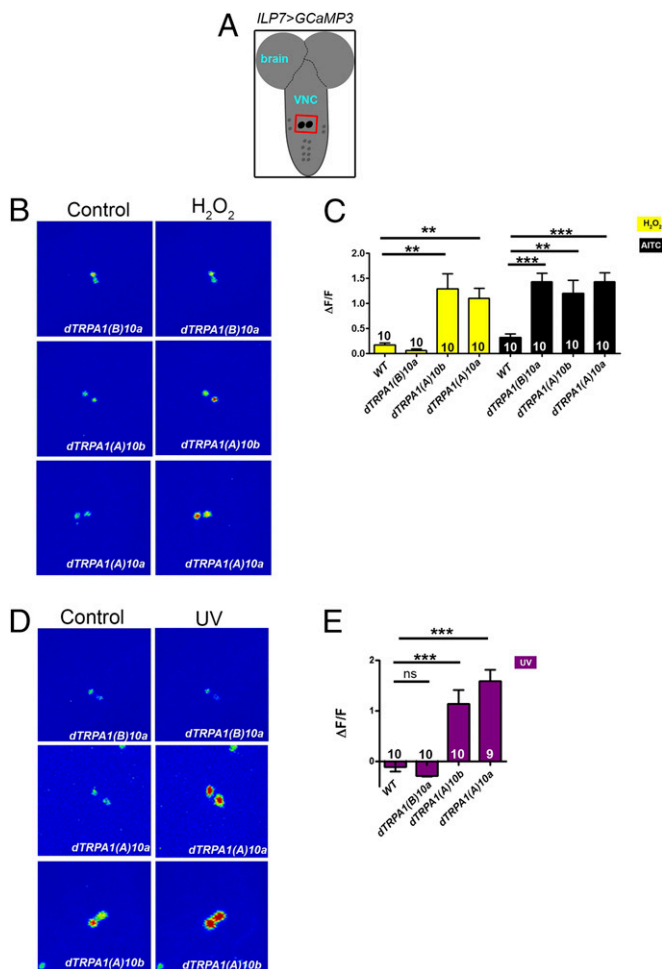 ILP7>GCaMP3
A
brain
VNC
B
Control
H₂O₂
dTRPA1(B)10a
dTRPA1(B)10a
dTRPA1(A)10b
dTRPA1(A)10b
dTRPA1(A)10a
dTRPA1(A)10a
C
H₂O₂
AITC
** ***
** **
***
ΔF/F
2.0
1.5
1.0
0.5
0.0
10 10 10 10 10 10 10 10
WT
dTRPA1(B)10a
dTRPA1(A)10b
dTRPA1(A)10a
WT
dTRPA1(B)10a
dTRPA1(A)10b
dTRPA1(A)10a
D
Control
UV
dTRPA1(B)10a
dTRPA1(B)10a
dTRPA1(A)10a
dTRPA1(A)10a
dTRPA1(A)10b
dTRPA1(A)10b
E
UV
***
***
ns
ΔF/F
2
1
0
10 10 10 9
WT
dTRPA1(B)10a
dTRPA1(A)10b
dTRPA1(A)10a